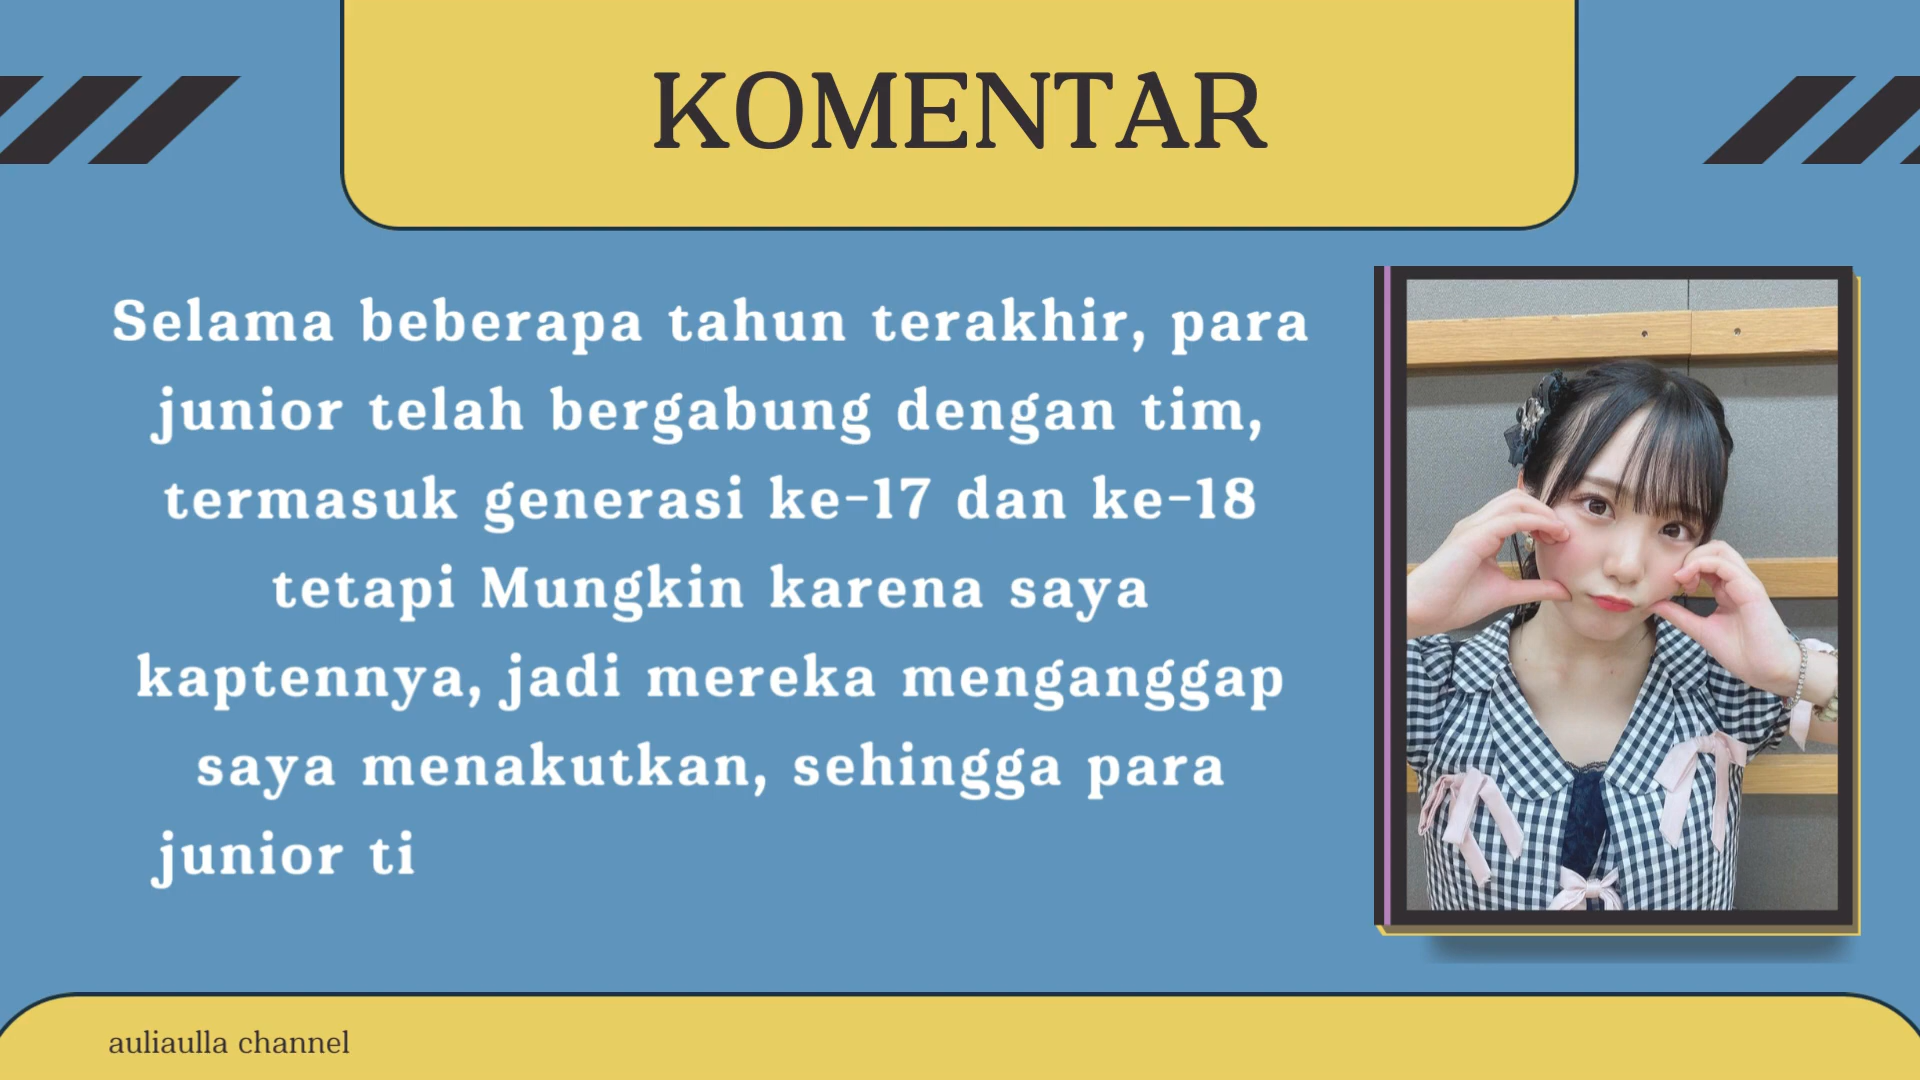 KOMENTAR
Selama beberapa tahun terakhir, para
junior telah bergabung dengan tim,
termasuk generasi ke-17 dan ke-18
tetapi Mungkin karena saya
kaptennya, jadi mereka menganggap
saya menakutkan, sehingga para
junior ti
auliaulla channel